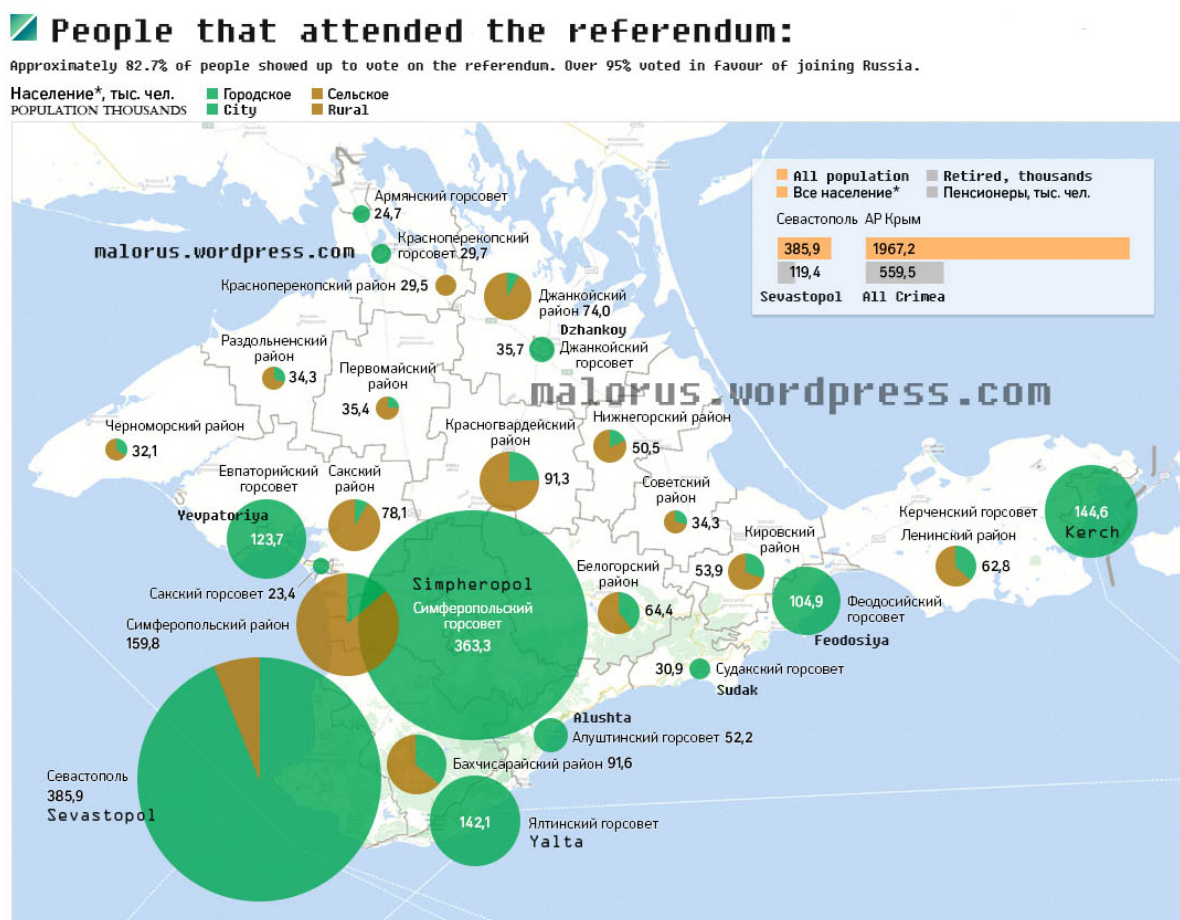 People that attended the referendum:
Approximately 82.7% of people showed up to vote on the referendum. Over 95% voted in favour of joining Russia.
Население*, тыс. чел.
Городское
Сельское
POPULATION THOUSANDS
City
Rural
All population
Retired, thousands
Все население*
Пенсионеры, тыс. чел.
Севастополь
АР Крым
385,9
1967,2
119,4
559,5
Sevastopol
All Crimea
Армянский горсовет
24,7
malorus.wordpress.com
Красноперекопский
горсовет 29,7
Красноперекопский район 29,5
Джанкойский
район 74,0
Dzhankoy
35,7
Джанкойский
горсовет
Раздольненский
район
34,3
Первомайский
район
35,4
malorus.wordpress.com
Черноморский район
32,1
Красногвардейский
район
91,3
Нижнегорский район
50,5
Евпаторийский
горсовет
Yevpatoriya
123,7
Сакский
район
78,1
Советский
район
34,3
Керченский горсовет
144,6
Kerch
Ленинский район
62,8
Кировский
район
53,9
Сакский горсовет 23,4
Simpheropol
Симферопольский
горсовет
363,3
Белогорский
район
64,4
104,9
Феодосийский
горсовет
Feodosiya
Симферопольский район
159,8
30,9
Судакский горсовет
Sudak
Alushta
Алуштинский горсовет 52,2
Бахчисарайский район 91,6
Севастополь
385,9
Sevastopol
142,1
Ялтинский горсовет
Yalta